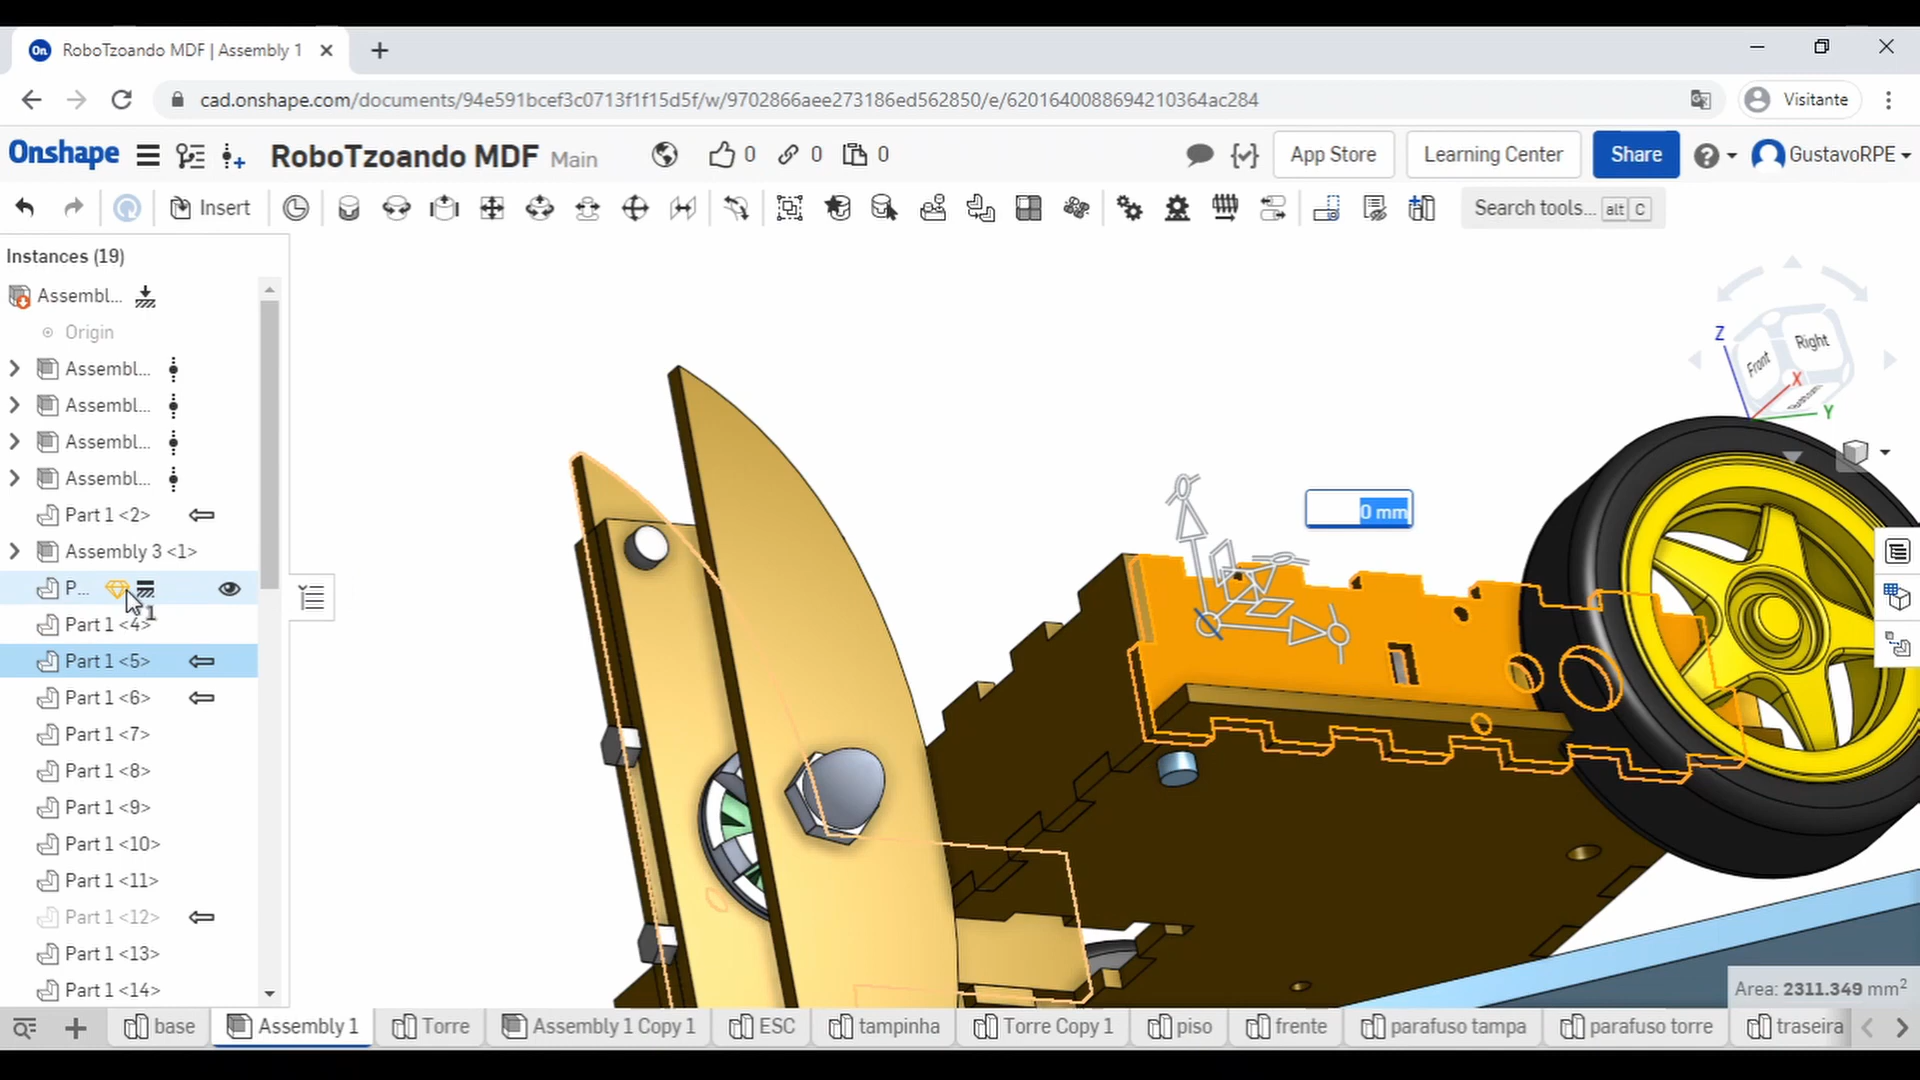 On RoboTzoando MDF | Assembly 1
cad.onshape.com/documents/94e591bcef3c0713f1f15d5f/w/9702866aee273186ed562850/e/6201640088694210364ac284
Visitante
Onshape RoboTzoando MDF Main 0 0 0 App Store Learning Center Share GustavoRPE
Insert Search tools... alt C
Instances (19)
Assembl...
Origin
Assembl...
Assembl...
Assembl...
Assembl...
Part 1 <2>
Assembly 3 <1>
P...
1
Part 1 <4>
Part 1 <5>
Part 1 <6>
Part 1 <7>
Part 1 <8>
Part 1 <9>
Part 1 <10>
Part 1 <11>
Part 1 <12>
Part 1 <13>
Part 1 <14>
0 mm
Z
Front
Right
X
Y
Area: 2311.349 mm²
base Assembly 1 Torre Assembly 1 Copy 1 ESC tampinha Torre Copy 1 piso frente parafuso tampa parafuso torre traseira